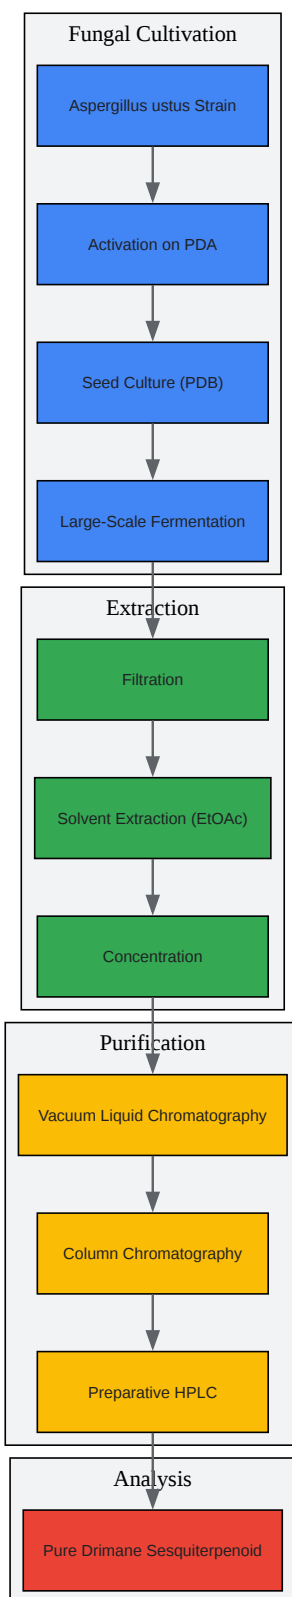 Fungal Cultivation
Aspergillus ustus Strain
Activation on PDA
Seed Culture (PDB)
Large-Scale Fermentation
Extraction
Filtration
Solvent Extraction (EtOAc)
Concentration
Purification
Vacuum Liquid Chromatography
Column Chromatography
Preparative HPLC
Analysis
Pure Drimane Sesquiterpenoid